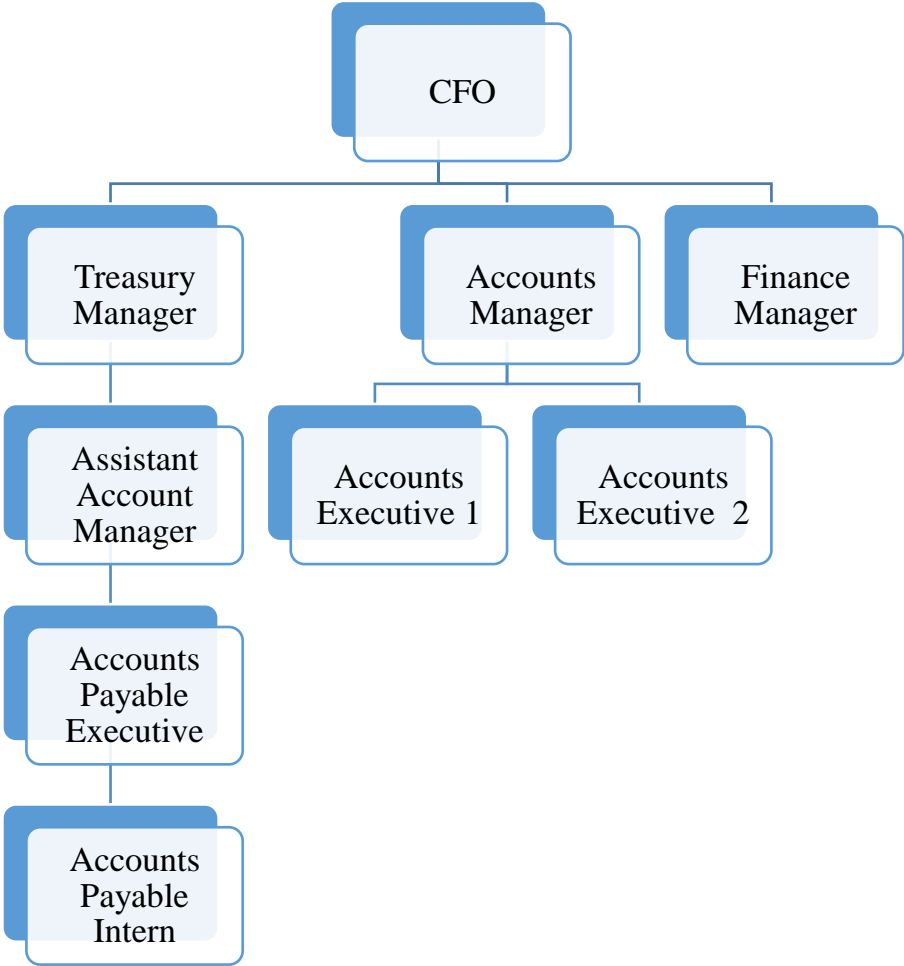 CFO
Treasury
Manager
Accounts
Manager
Finance
Manager
Assistant
Account
Manager
Accounts
Executive 1
Accounts
Executive  2
Accounts
Payable
Executive
Accounts
Payable
Intern